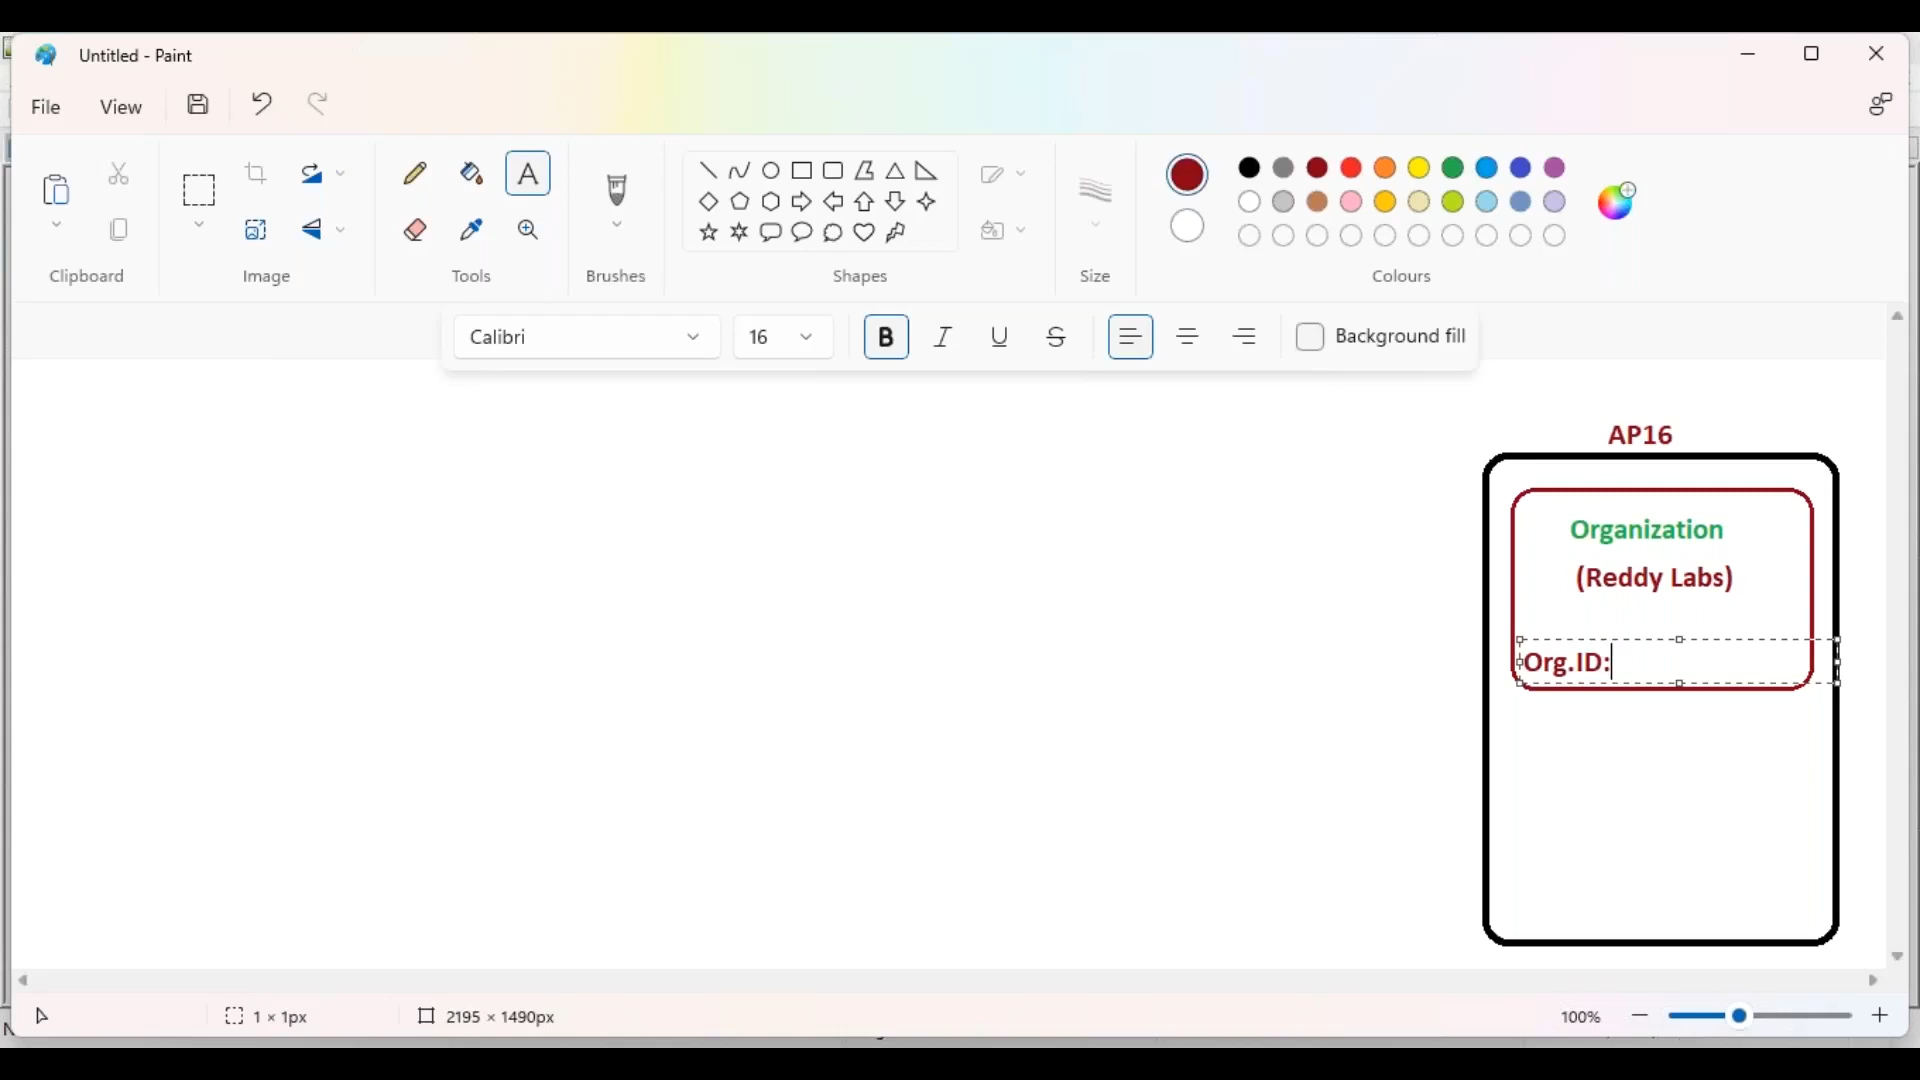 Untitled - Paint
File View
Clipboard Image Tools Brushes Shapes Size Colours
Calibri 16 B I U S Background fill
AP16
Organization
(Reddy Labs)
Org.ID:
1 × 1px 2195 × 1490px 100%